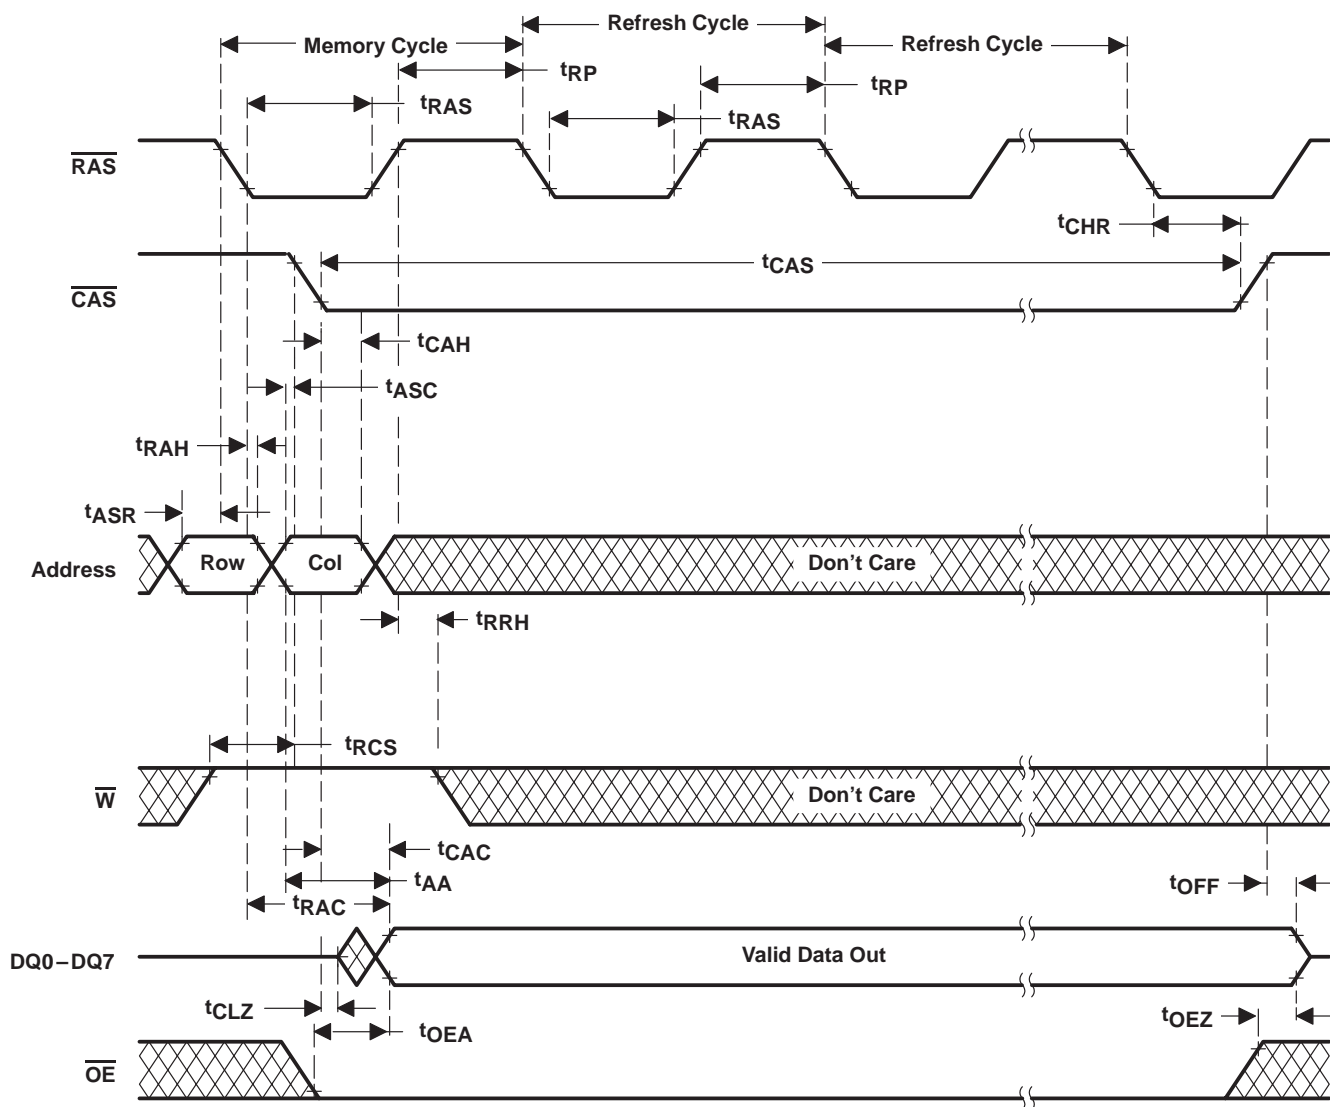 Refresh Cycle
Memory Cycle
Refresh Cycle
tRP
tRP
tRAS
tRAS
RAS
tCHR
tCAS
CAS
tCAH
tASC
tRAH
tASR
Row
Col
Don't Care
Address
tRRH
tRCS
W
Don't Care
tCAC
tAA
tOFF
tRAC
DQ0–DQ7
Valid Data Out
tCLZ
tOEZ
tOEA
OE